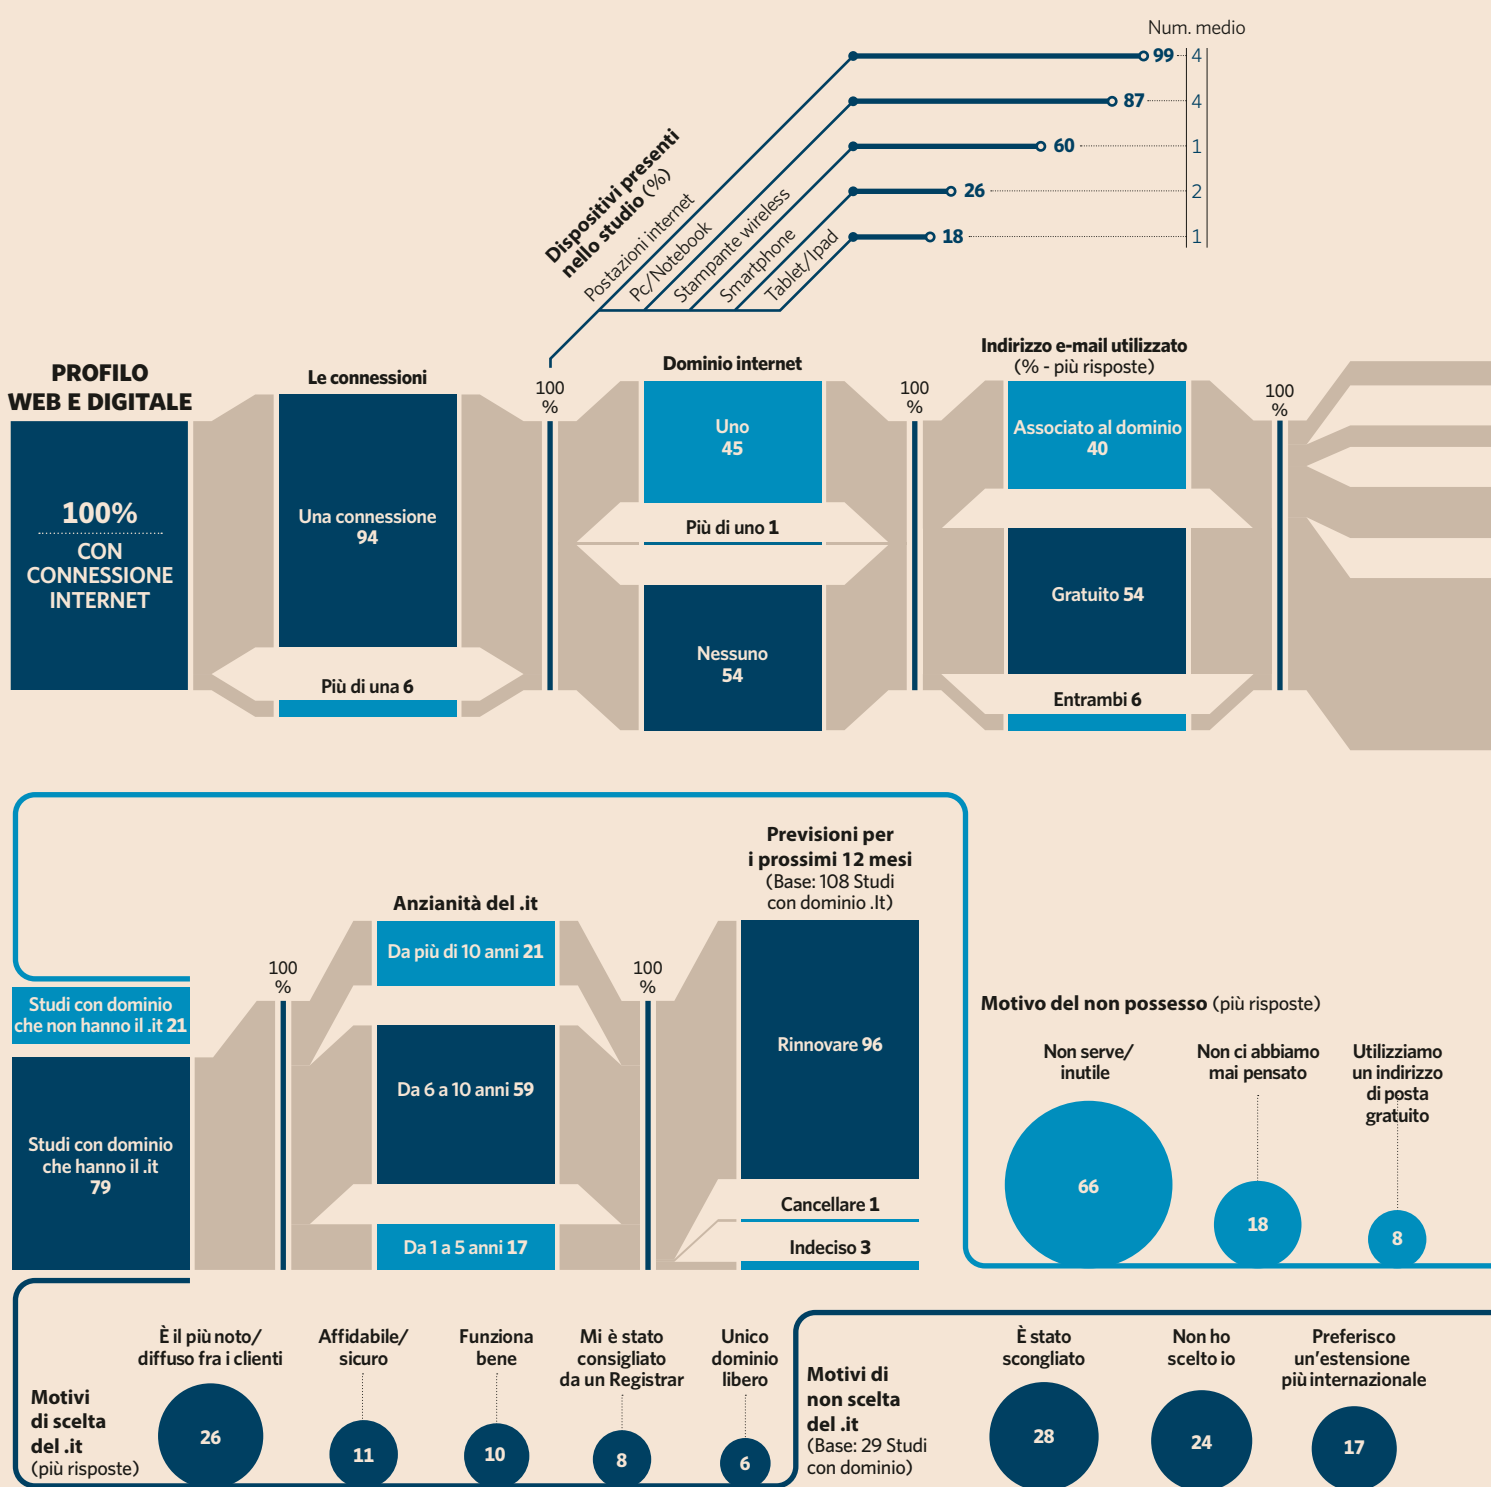 Num. medio
Dispositivi presenti
nello studio (%)
Postazioni internet
99 4
Pc/Notebook
87 4
Stampante wireless
60 1
Smartphone
26 2
Tablet/Ipad
18 1
PROFILO
WEB E DIGITALE
100%
CON
CONNESSIONE
INTERNET
Le connessioni
Una connessione
94
Più di una 6
100
%
Dominio internet
Uno
45
Più di uno 1
Nessuno
54
100
%
Indirizzo e-mail utilizzato
(% - più risposte)
Associato al dominio
40
Gratuito 54
Entrambi 6
100
%
Studi con dominio
che non hanno il .it 21
Studi con dominio
che hanno il .it
79
100
%
Anzianità del .it
Da più di 10 anni 21
Da 6 a 10 anni 59
Da 1 a 5 anni 17
100
%
Previsioni per
i prossimi 12 mesi
(Base: 108 Studi
con dominio .It)
Rinnovare 96
Cancellare 1
Indeciso 3
Motivo del non possesso (più risposte)
Non serve/
inutile
66
Non ci abbiamo
mai pensato
18
Utilizziamo
un indirizzo
di posta
gratuito
8
Motivi
di scelta
del .it
(più risposte)
È il più noto/
diffuso fra i clienti
26
Affidabile/
sicuro
11
Funziona
bene
10
Mi è stato
consigliato
da un Registrar
8
Unico
dominio
libero
6
Motivi di
non scelta
del .it
(Base: 29 Studi
con dominio)
È stato
scongliato
28
Non ho
scelto io
24
Preferisco
un'estensione
più internazionale
17